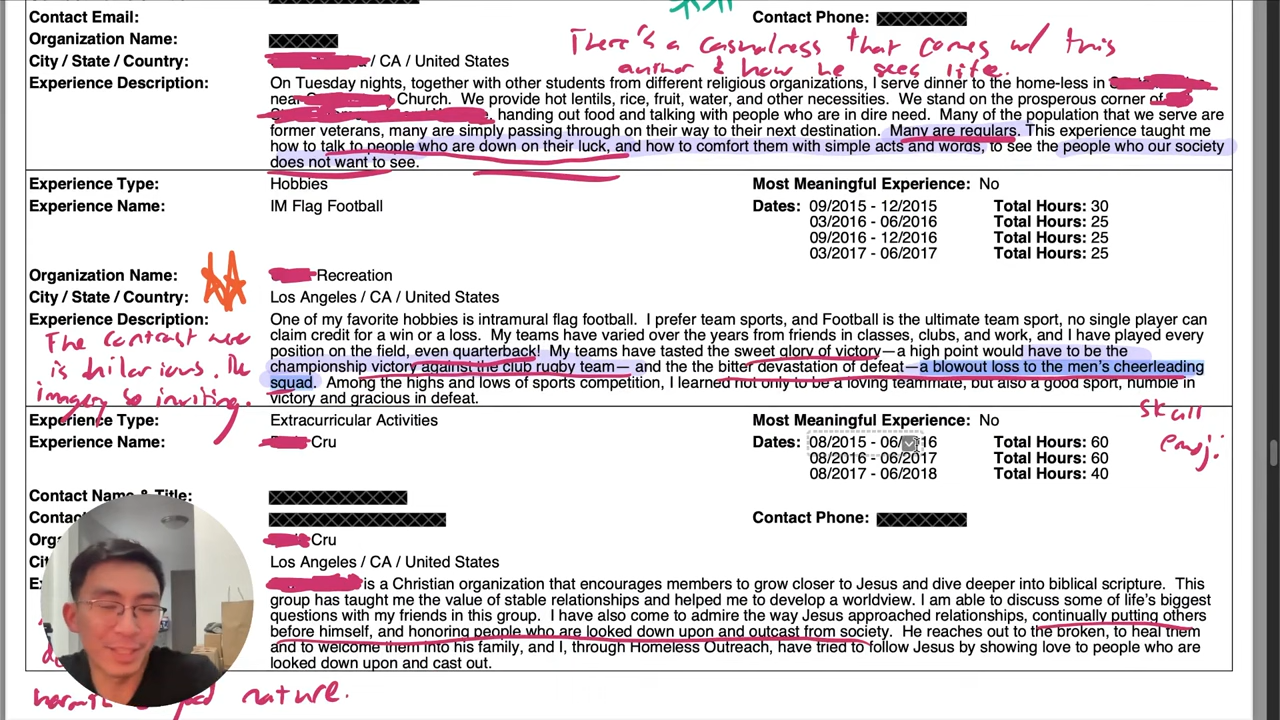 Contact Email:
Contact Phone:
Organization Name:
There's a casualness that comes w/ this
author & how he sees life.
City / State / Country: / CA / United States
Experience Description: On Tuesday nights, together with other students from different religious organizations, I serve dinner to the home-less in
near Church. We provide hot lentils, rice, fruit, water, and other necessities. We stand on the prosperous corner of
handing out food and talking with people who are in dire need. Many of the population that we serve are
former veterans, many are simply passing through on their way to their next destination. Many are regulars. This experience taught me
how to talk to people who are down on their luck, and how to comfort them with simple acts and words, to see the people who our society
does not want to see.
Experience Type: Hobbies Most Meaningful Experience: No
Experience Name: IM Flag Football Dates: 09/2015 - 12/2015 Total Hours: 30
03/2016 - 06/2016 Total Hours: 25
09/2016 - 12/2016 Total Hours: 25
03/2017 - 06/2017 Total Hours: 25
Organization Name: Recreation
City / State / Country: Los Angeles / CA / United States
Experience Description: One of my favorite hobbies is intramural flag football. I prefer team sports, and Football is the ultimate team sport, no single player can
claim credit for a win or a loss. My teams have varied over the years from friends in classes, clubs, and work, and I have played every
position on the field, even quarterback! My teams have tasted the sweet glory of victory—a high point would have to be the
championship victory against the club rugby team— and the the bitter devastation of defeat—a blowout loss to the men's cheerleading
squad. Among the highs and lows of sports competition, I learned not only to be a loving teammate, but also a good sport, humble in
victory and gracious in defeat.
The contrast here
is hilarious. The
imagery so inviting.
Experience Type: Extracurricular Activities Most Meaningful Experience: No
skull
emoji
Experience Name: Cru Dates: 08/2015 - 06/2016 Total Hours: 60
08/2016 - 06/2017 Total Hours: 60
08/2017 - 06/2018 Total Hours: 40
Contact Name & Title:
Contact Phone:
Cru
Los Angeles / CA / United States
is a Christian organization that encourages members to grow closer to Jesus and dive deeper into biblical scripture. This
group has taught me the value of stable relationships and helped me to develop a worldview. I am able to discuss some of life's biggest
questions with my friends in this group. I have also come to admire the way Jesus approached relationships, continually putting others
before himself, and honoring people who are looked down upon and outcast from society. He reaches out to the broken, to heal them
and to welcome them into his family, and I, through Homeless Outreach, have tried to follow Jesus by showing love to people who are
looked down upon and cast out.
nature.